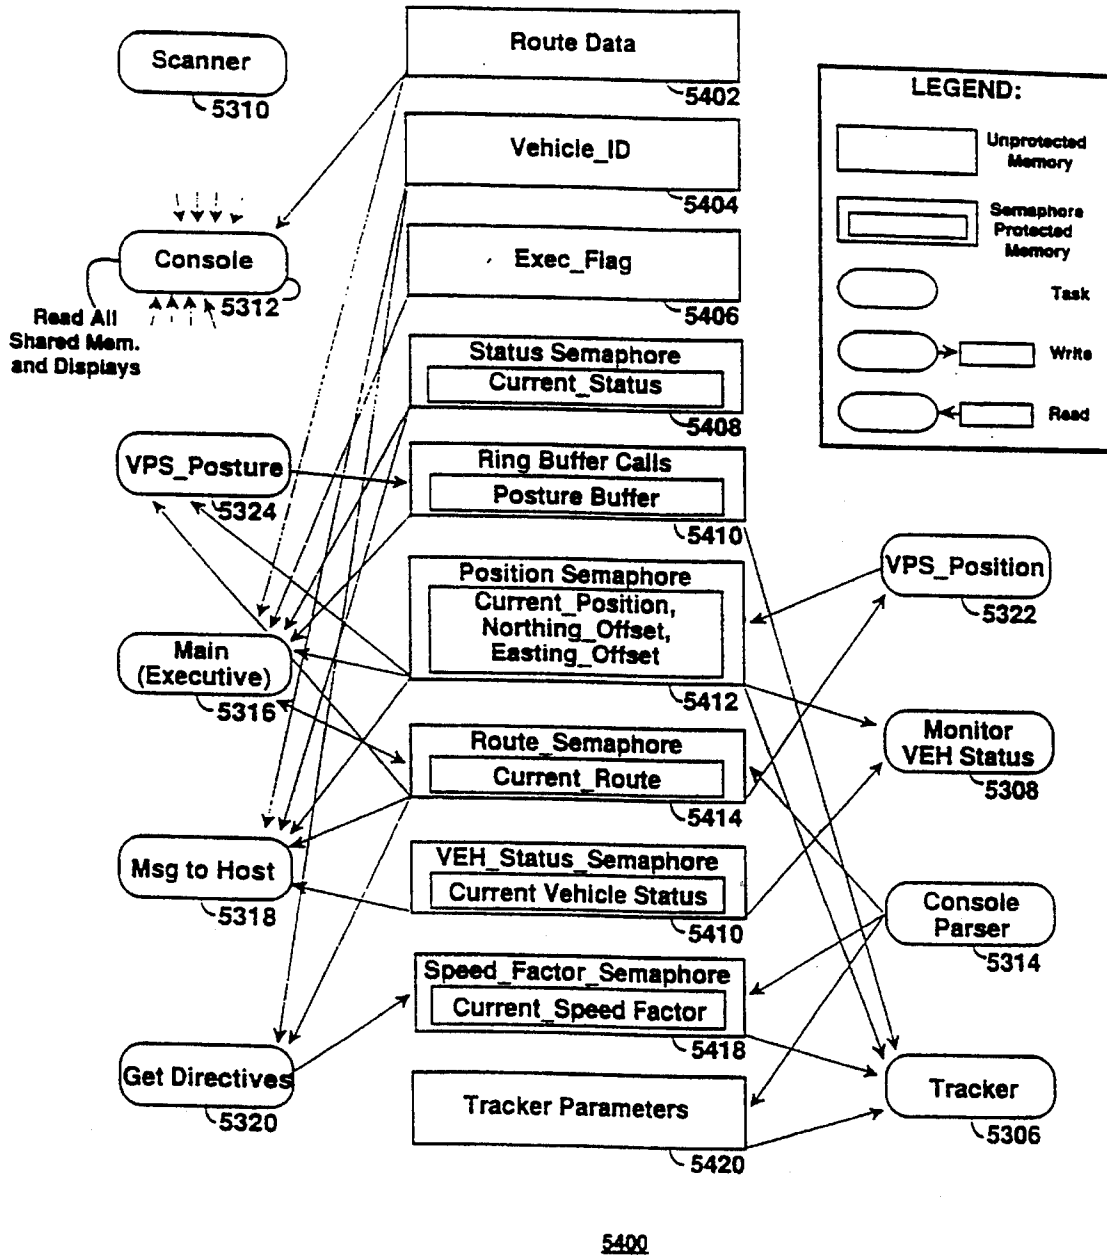 Scanner
5310
Route Data
5402
LEGEND:
Unprotected
Memory
Semaphore
Protected
Memory
Task
Write
Read
Vehicle_ID
5404
Console
5312
Read All
Shared Mem.
and Displays
Exec_Flag
5406
Status Semaphore
Current_Status
5408
VPS_Posture
5324
Ring Buffer Calls
Posture Buffer
5410
Position Semaphore
Current_Position,
Northing_Offset,
Easting_Offset
5412
VPS_Position
5322
Main
(Executive)
5316
Route_Semaphore
Current_Route
5414
Monitor
VEH Status
5308
Msg to Host
5318
VEH_Status_Semaphore
Current Vehicle Status
5410
Console
Parser
5314
Speed_Factor_Semaphore
Current_Speed Factor
5418
Get Directives
5320
Tracker Parameters
5420
Tracker
5306
5400